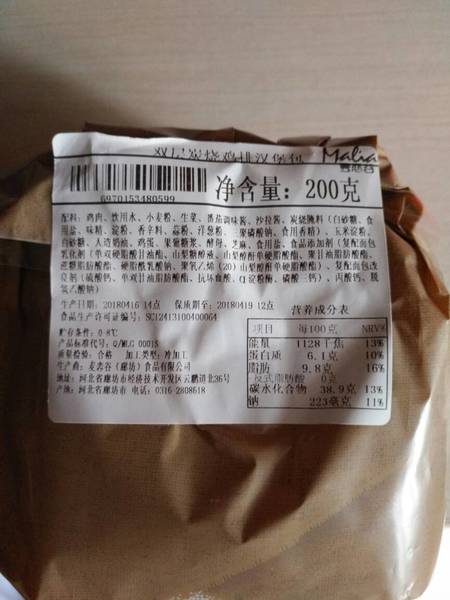 双层炭烧鸡排汉堡包
Malia
麦恋谷
6970153480599
净含量：200克
配料：鸡肉、饮用水、小麦粉、生菜、番茄调味酱、沙拉酱、炭烧腌料（白砂糖、食
用盐、味精、淀粉、香辛料、蒜粉、洋葱粉、三聚磷酸钠、食用香精）、玉米淀粉、
白砂糖、人造奶油、鸡蛋、果葡糖浆、酵母、芝麻、食用盐、食品添加剂（复配面包
乳化剂（单双硬脂酸甘油酯、山梨糖醇液、山梨醇酐单硬脂酸酯、聚甘油脂肪酸酯、
蔗糖脂肪酸酯、硬脂酰乳酸钠、聚氧乙烯（20）山梨醇酐单硬脂酸酯）、复配面包改
良剂（硫酸钙、单双甘油脂肪酸酯、抗坏血酸、
磷酸三钙）、丙酸钙、脱
氢乙酸钠）
生产日期：20180416 14点 保质期至：20180419 12点
食品生产许可证编号：SC12413100400064
贮存条件：0-8℃
产品标准代号：Q/MLG 0001S
质量检验：合格 加工类型：冷加工
生产商：麦恋谷（廊坊）食品有限公司
地址：河北省廊坊市经济技术开发区云鹏道北36号
产地：河北省廊坊市 电话：0316-2808618
营养成分表
项目 每100克 NRV%
能量 1128千焦 13%
蛋白质 6.1克 10%
脂肪 9.8克 16%
反式脂肪酸 0克
碳水化合物 38.9克 13%
钠 223毫克 11%